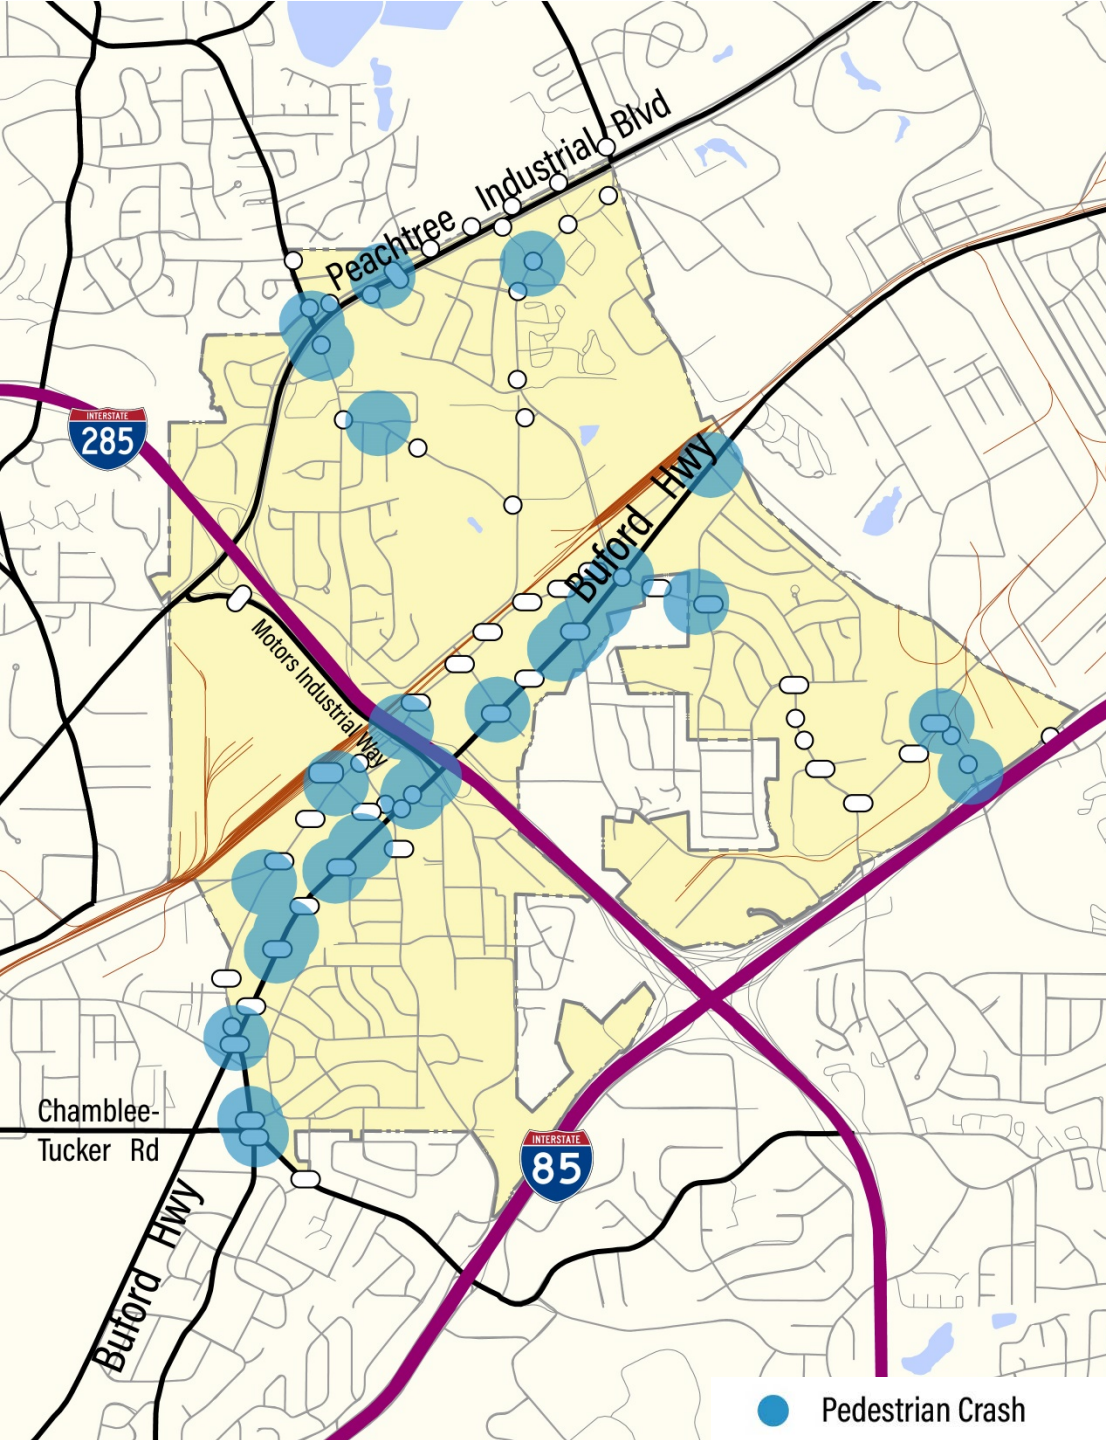 Peachtree Industrial Blvd
INTERSTATE
285
Buford Hwy
Motors Industrial Way
Chamblee-
Tucker Rd
INTERSTATE
85
Buford Hwy
Pedestrian Crash